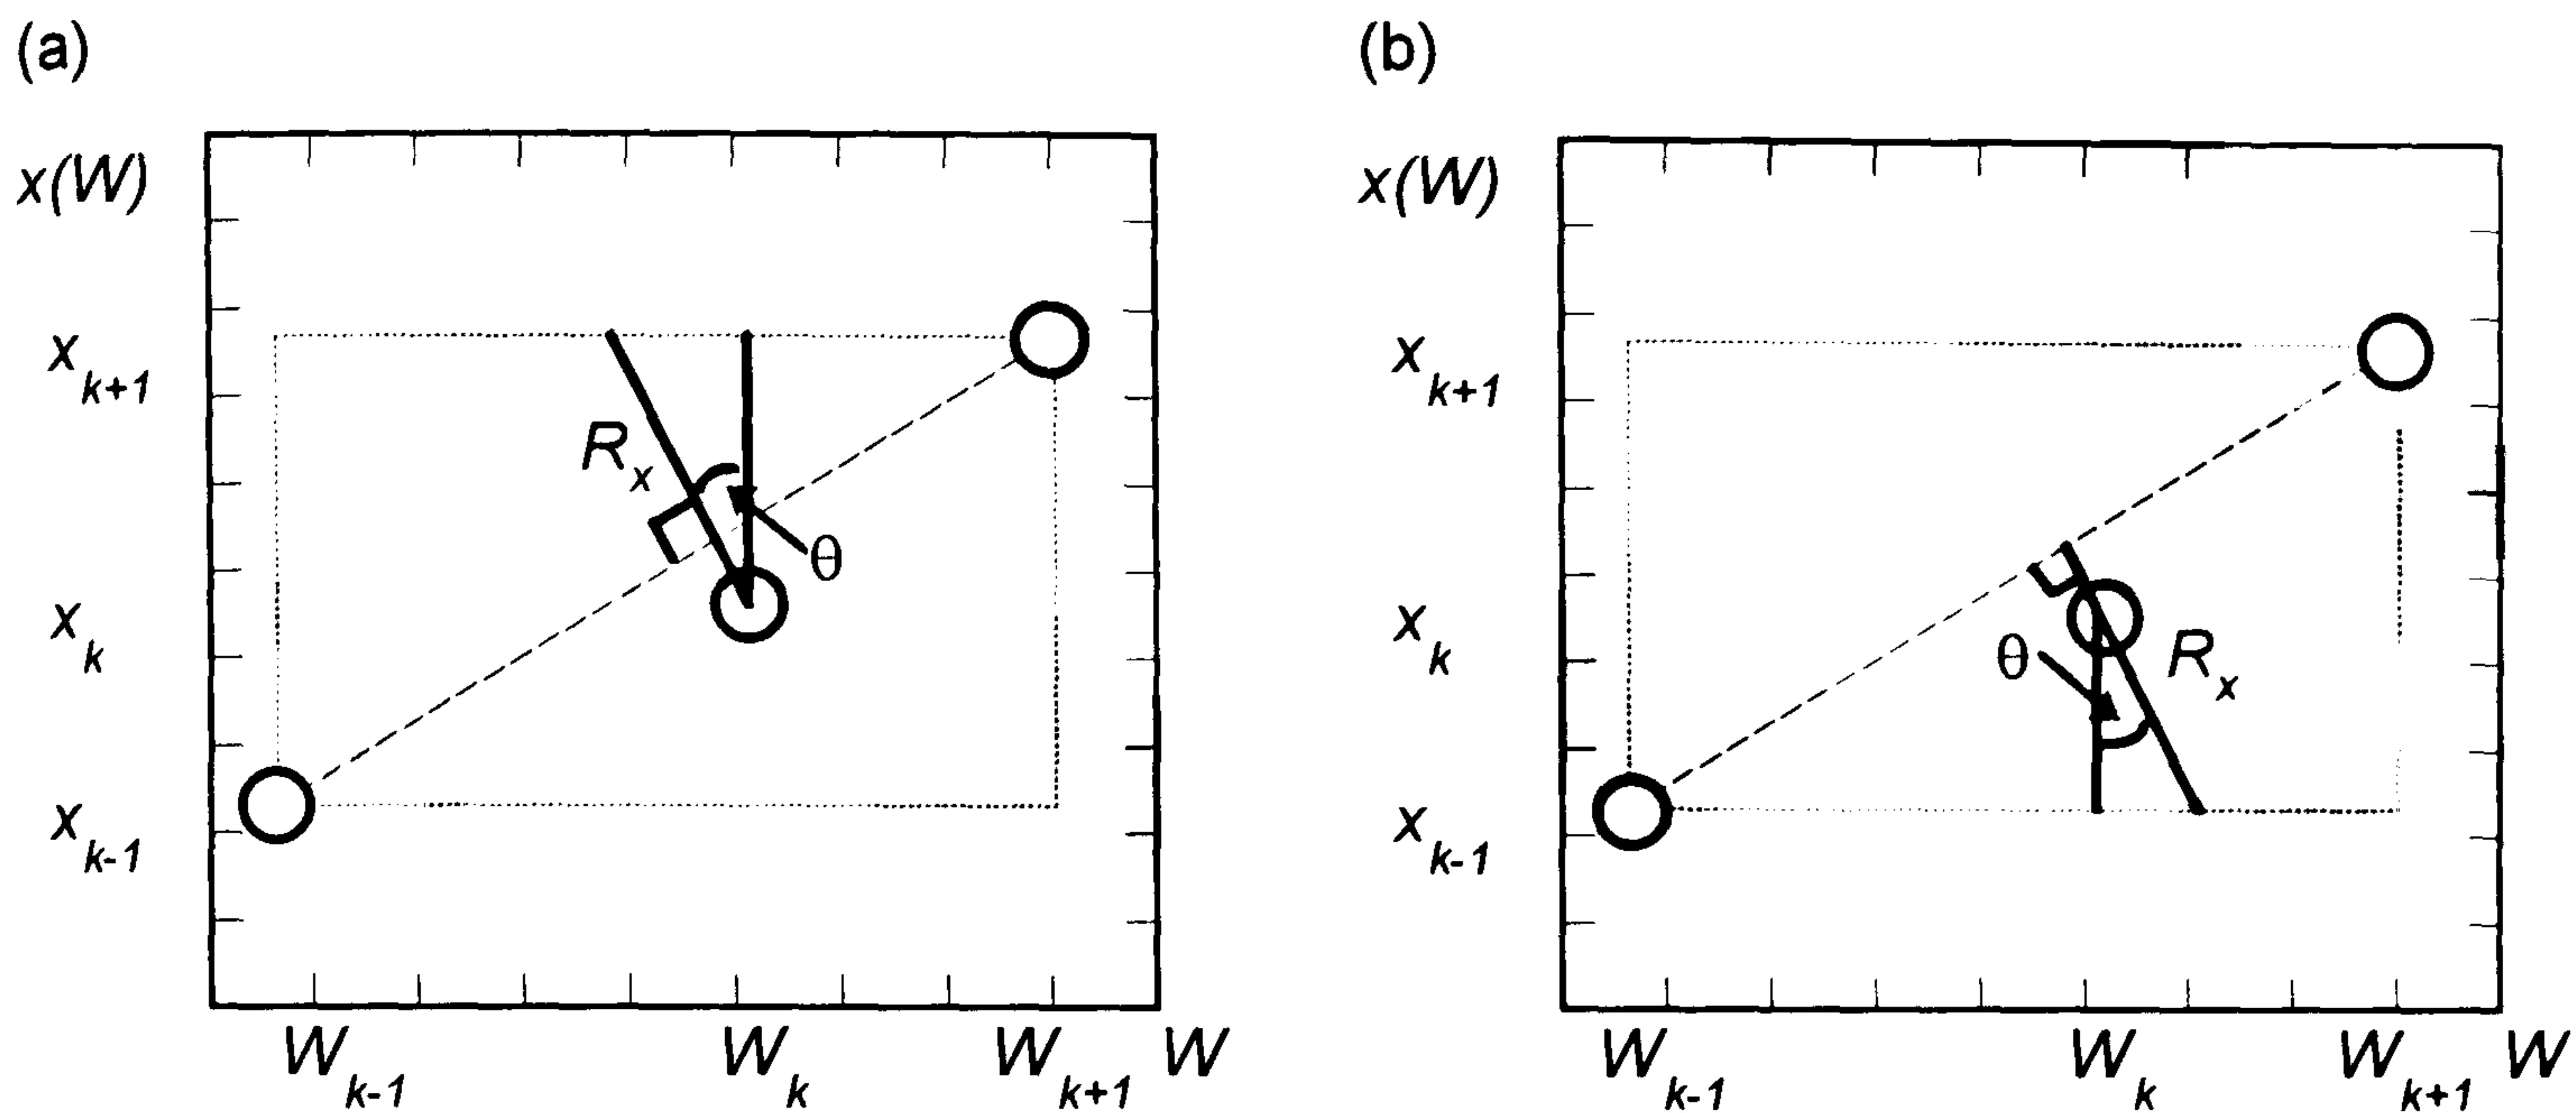 (a)
x(W)
x_{k+1}
x_k
x_{k-1}
R_x
θ
W_{k-1} W_k W_{k+1} W
(b)
x(W)
x_{k+1}
x_k
x_{k-1}
θ
R_x
W_{k-1} W_k W_{k+1} W